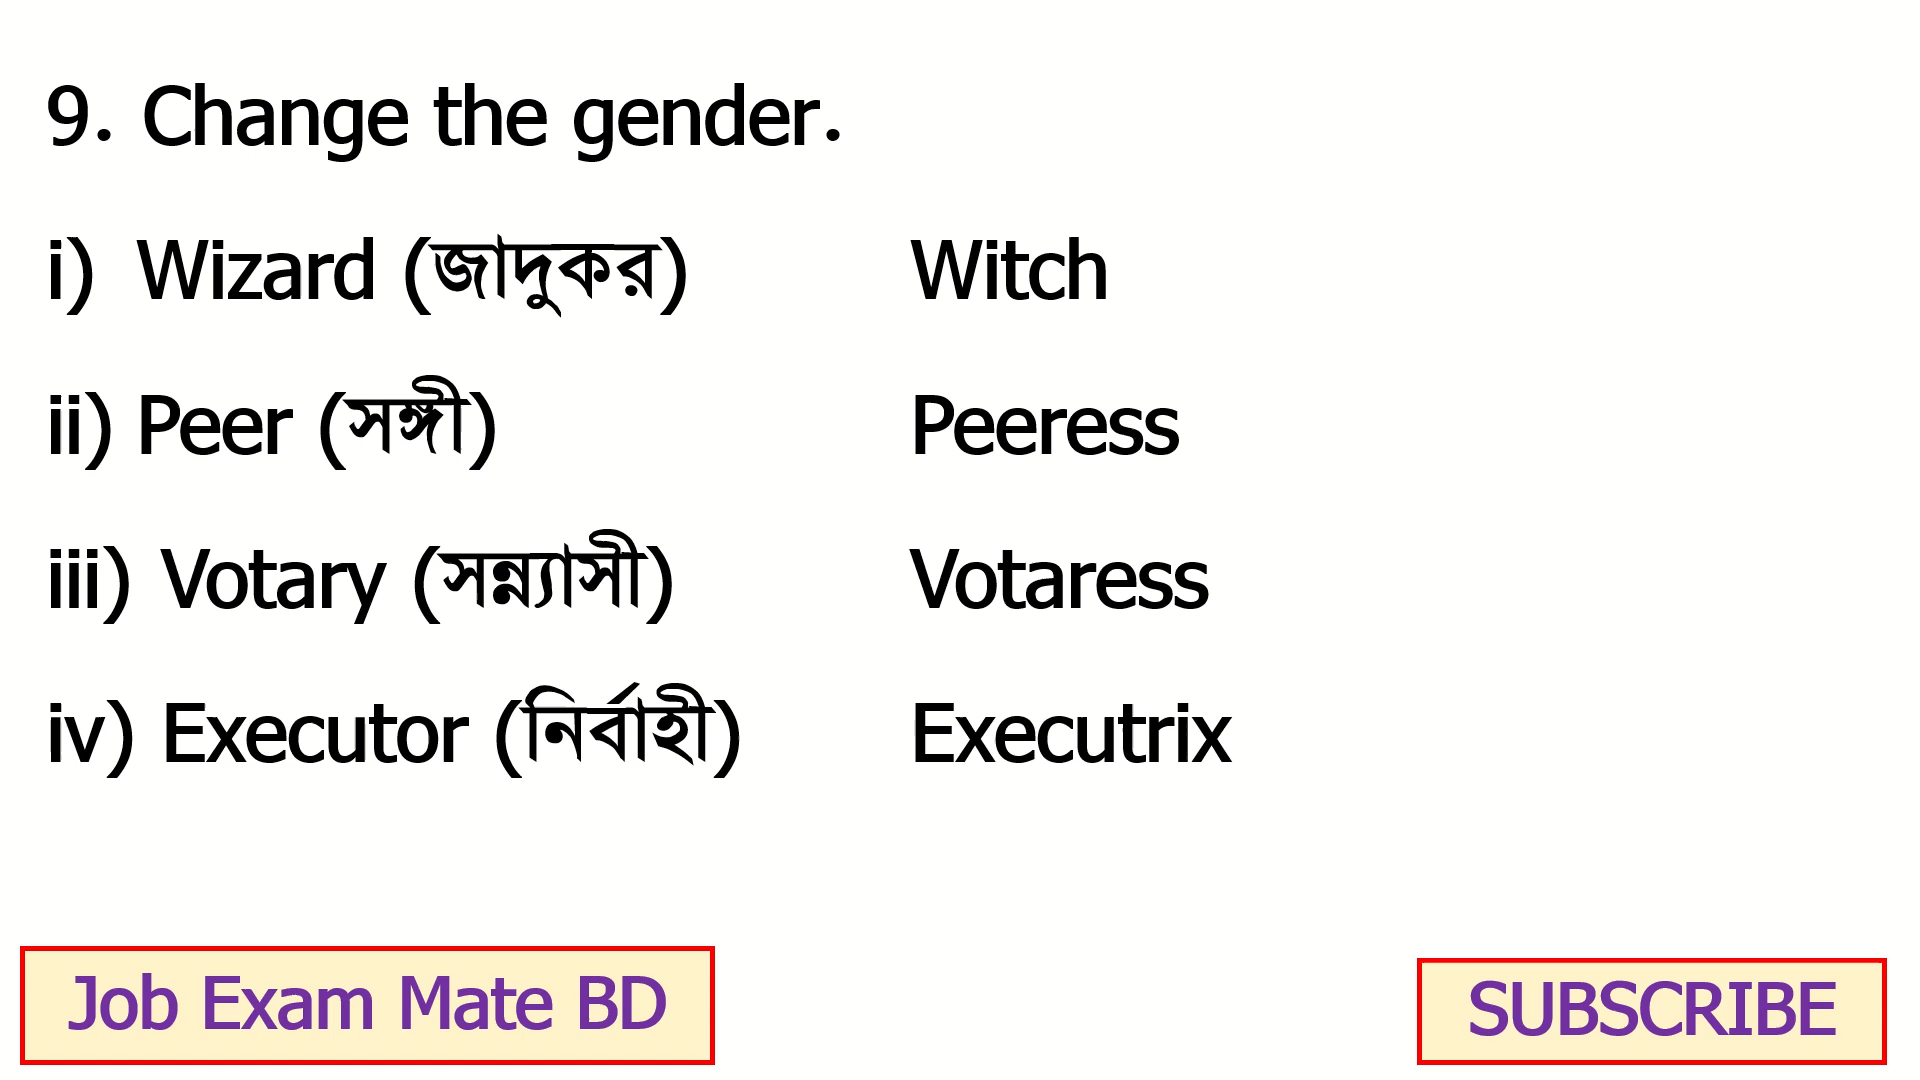 9. Change the gender.
i) Wizard (জাদুকর) Witch
ii) Peer (সঙ্গী) Peeress
iii) Votary (সন্ন্যাসী) Votaress
iv) Executor (নির্বাহী) Executrix
Job Exam Mate BD
SUBSCRIBE